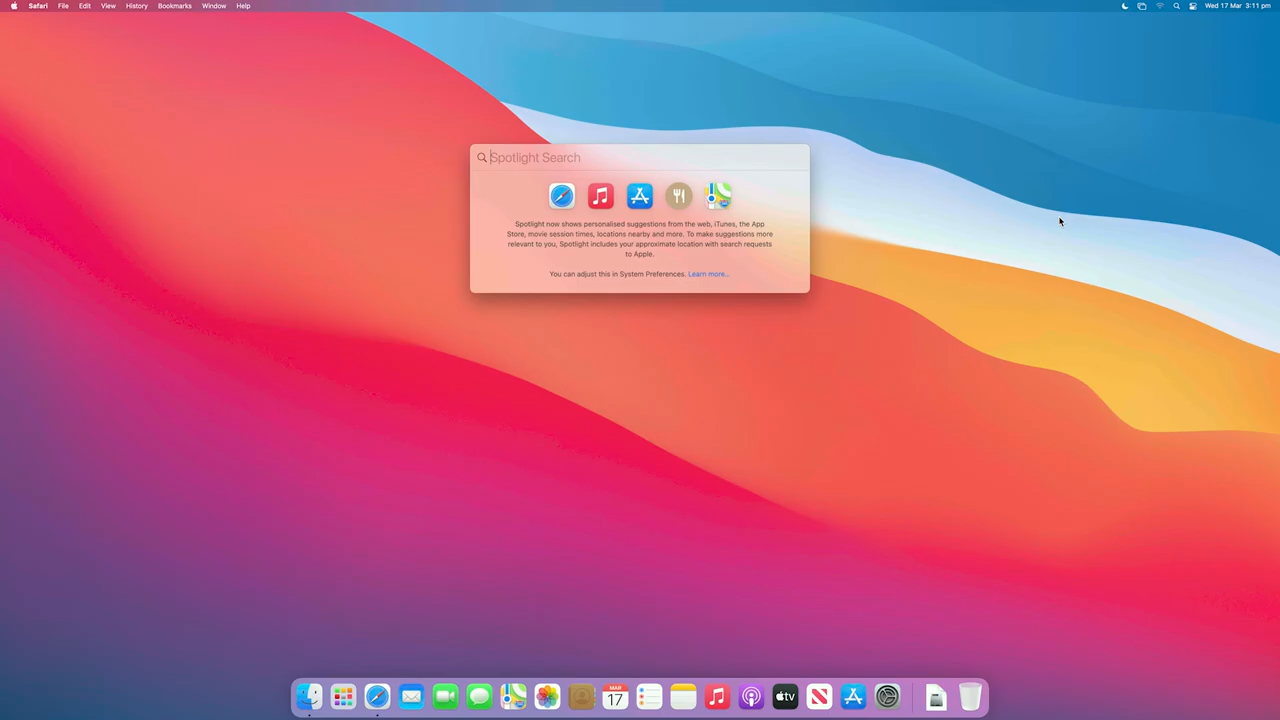 Safari File Edit View History Bookmarks Window Help Wed 17 Mar 3:11 pm
Spotlight Search
Spotlight now shows personalised suggestions from the web, iTunes, the App
Store, movie session times, locations nearby and more. To make suggestions more
relevant to you, Spotlight includes your approximate location with search requests
to Apple.
You can adjust this in System Preferences. Learn more...
MAR
17
tv